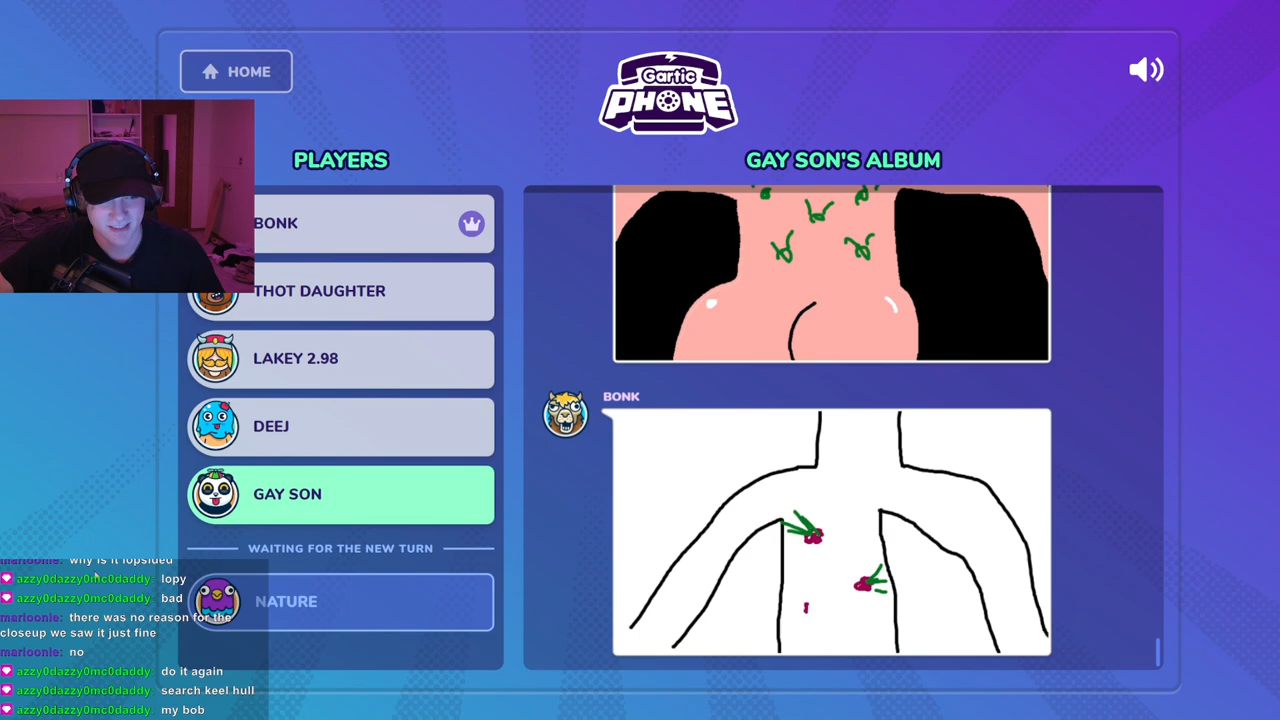 HOME
Gartic
PHONE
PLAYERS
GAY SON'S ALBUM
BONK
THOT DAUGHTER
LAKEY 2.98
DEEJ
GAY SON
WAITING FOR THE NEW TURN
NATURE
BONK
marioonie: why is it lopsided
azzy0dazzy0mc0daddy lopy
azzy0dazzy0mc0daddy bad
marioonie: there was no reason for the
closeup we saw it just fine
marioonie: no
azzy0dazzy0mc0daddy do it again
azzy0dazzy0mc0daddy search keel hull
azzy0dazzy0mc0daddy my bob